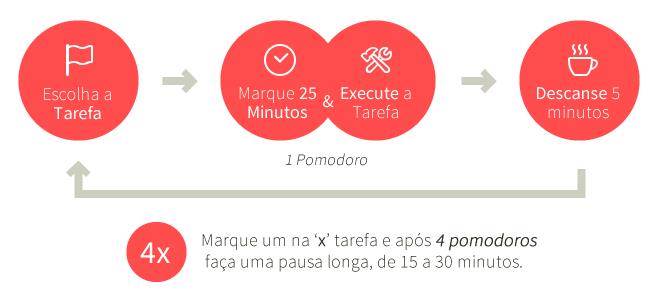 Escolha a
Tarefa
Marque 25
Minutos
&
Execute a
Tarefa
Descanse 5
minutos
1 Pomodoro
4x
Marque um na ‘x’ tarefa e após 4 pomodoros
faça uma pausa longa, de 15 a 30 minutos.